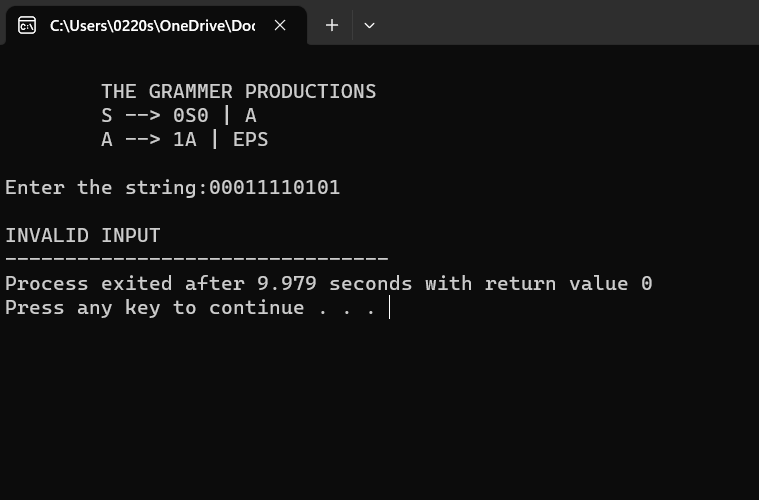 C:\Users\0220s\OneDrive\Doc
THE GRAMMER PRODUCTIONS
S --> 0S0 | A
A --> 1A | EPS
Enter the string:00011110101
INVALID INPUT
--------------------------------
Process exited after 9.979 seconds with return value 0
Press any key to continue . . .